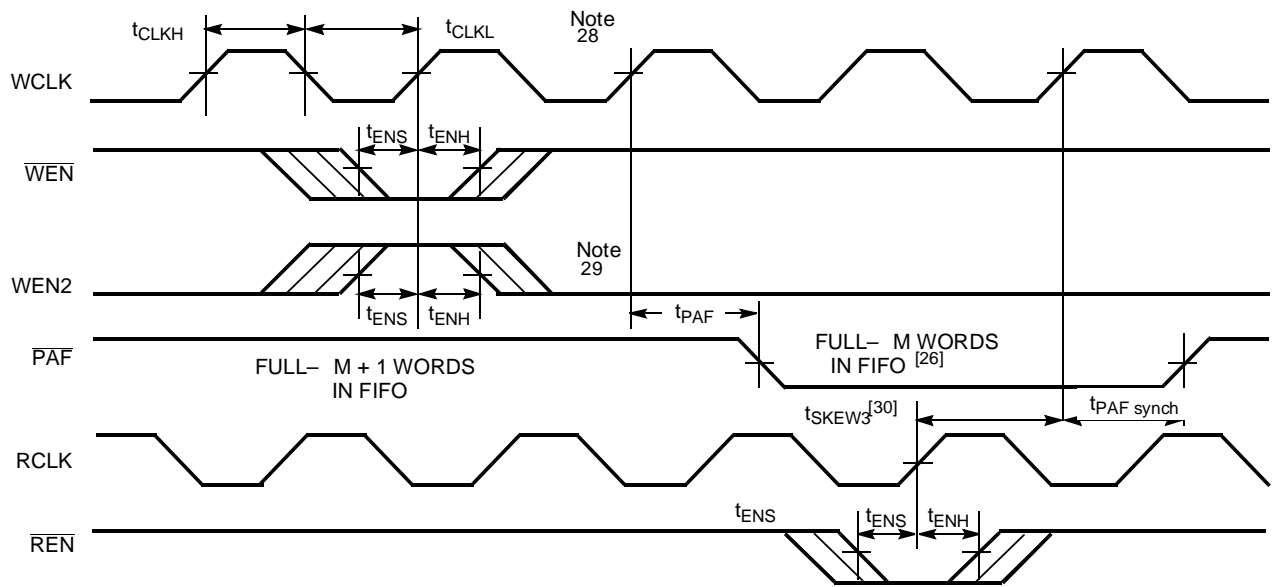 tCLKH
tCLKL
Note
28
WCLK
tENS
tENH
WEN
Note
29
WEN2
tENS
tENH
tPAF
PAF
FULL– M + 1 WORDS
IN FIFO
FULL– M WORDS
IN FIFO [26]
tSKEW3[30]
tPAF synch
RCLK
tENS
tENS
tENH
REN